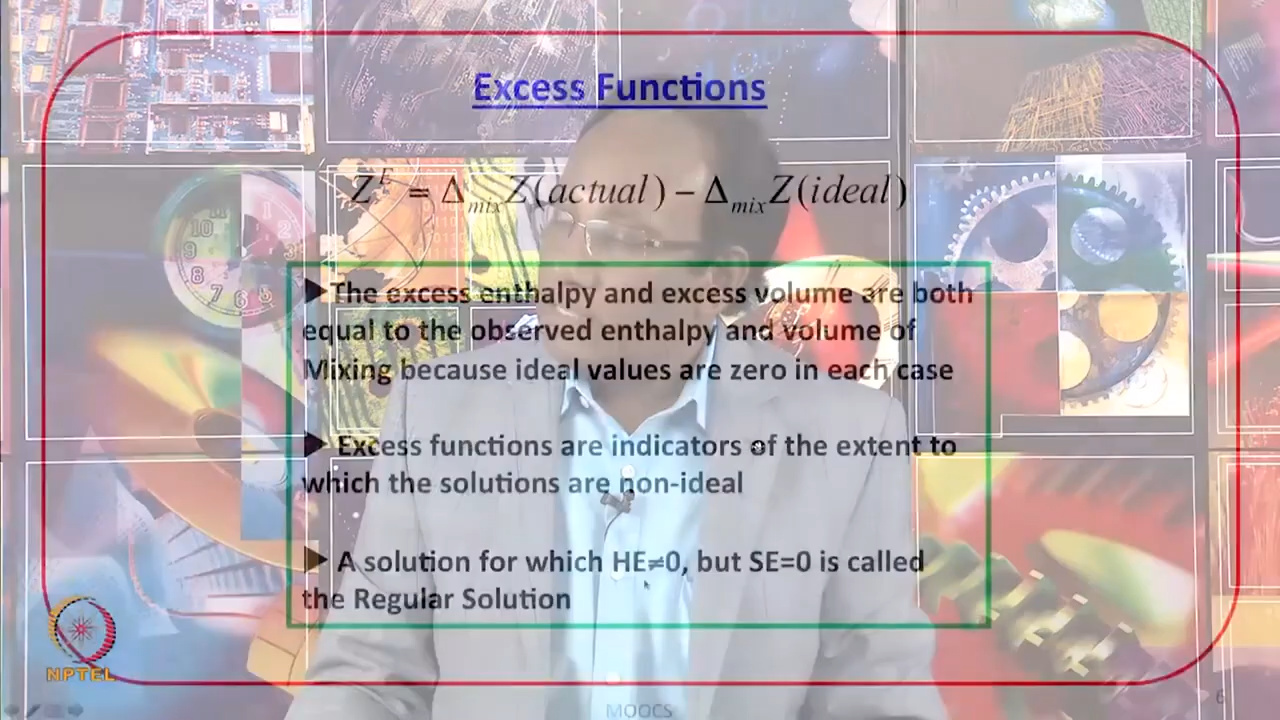 Excess Functions
Z^E = Δ_mix Z(actual) − Δ_mix Z(ideal)
➤ The excess enthalpy and excess volume are both
equal to the observed enthalpy and volume of
Mixing because ideal values are zero in each case
➤ Excess functions are indicators of the extent to
which the solutions are non-ideal
➤ A solution for which HE≠0, but SE=0 is called
the Regular Solution
NPTEL
MOOCS
6